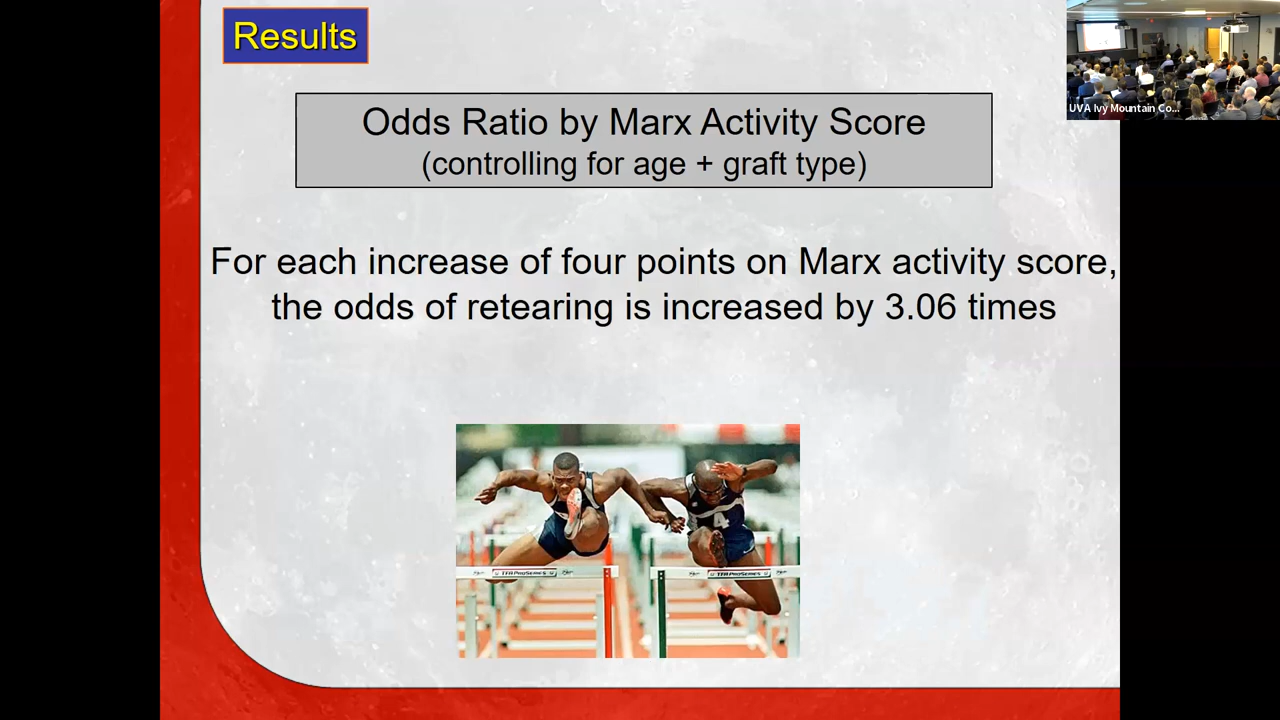 Results
UVA Ivy Mountain Co...
Odds Ratio by Marx Activity Score
(controlling for age + graft type)
For each increase of four points on Marx activity score,
the odds of retearing is increased by 3.06 times
4